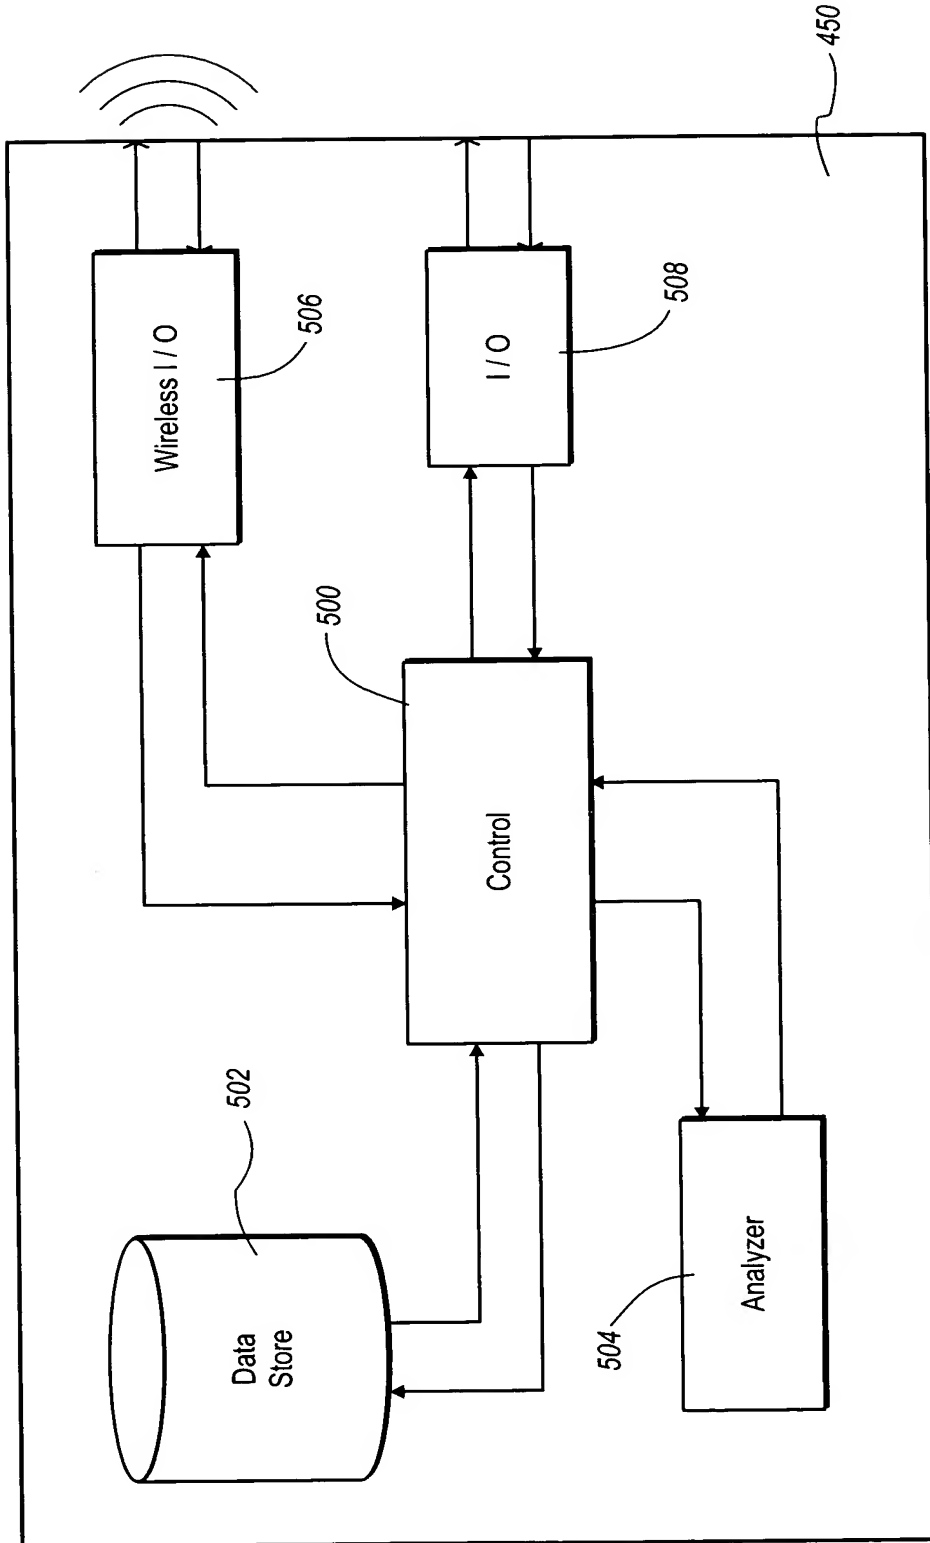 Data
Store
502
Analyzer
504
Control
500
Wireless I / O
506
I / O
508
450